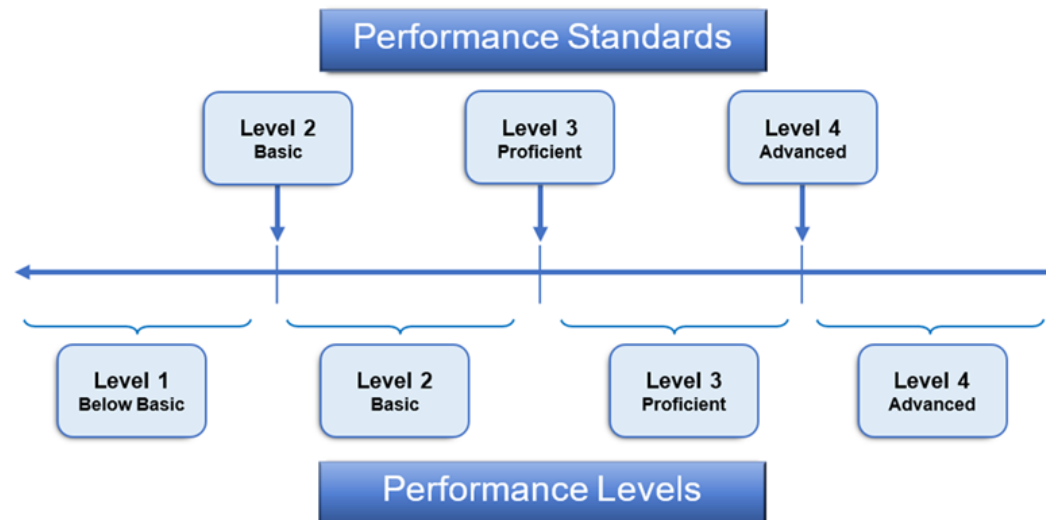 Performance Standards
Level 2
Basic
Level 3
Proficient
Level 4
Advanced
Level 1
Below Basic
Level 2
Basic
Level 3
Proficient
Level 4
Advanced
Performance Levels